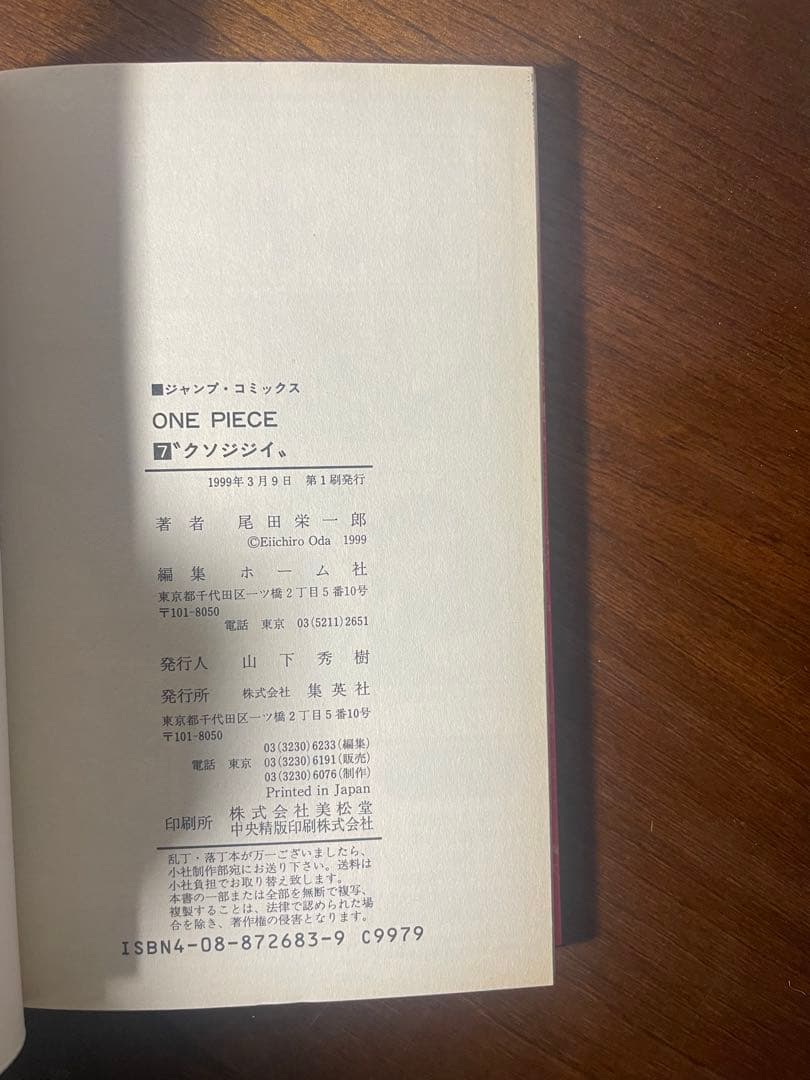 ■ジャンプ・コミックス
ONE PIECE
7〝クソジジイ〟
1999年3月9日 第1刷発行
著者 尾田栄一郎
©Eiichiro Oda 1999
編集 ホーム社
東京都千代田区一ツ橋2丁目5番10号
〒101-8050
電話 東京 03(5211)2651
発行人 山下秀樹
発行所 株式会社 集英社
東京都千代田区一ツ橋2丁目5番10号
〒101-8050
03(3230)6233(編集)
電話 東京 03(3230)6191(販売)
03(3230)6076(制作)
Printed in Japan
印刷所 株式会社美松堂
中央精版印刷株式会社
乱丁・落丁本が万一ございましたら、
小社制作部宛にお送り下さい。送料は
小社負担でお取り替え致します。
本書の一部または全部を無断で複写、
複製することは、法律で認められた場
合を除き、著作権の侵害となります。
ISBN4-08-872683-9 C9979